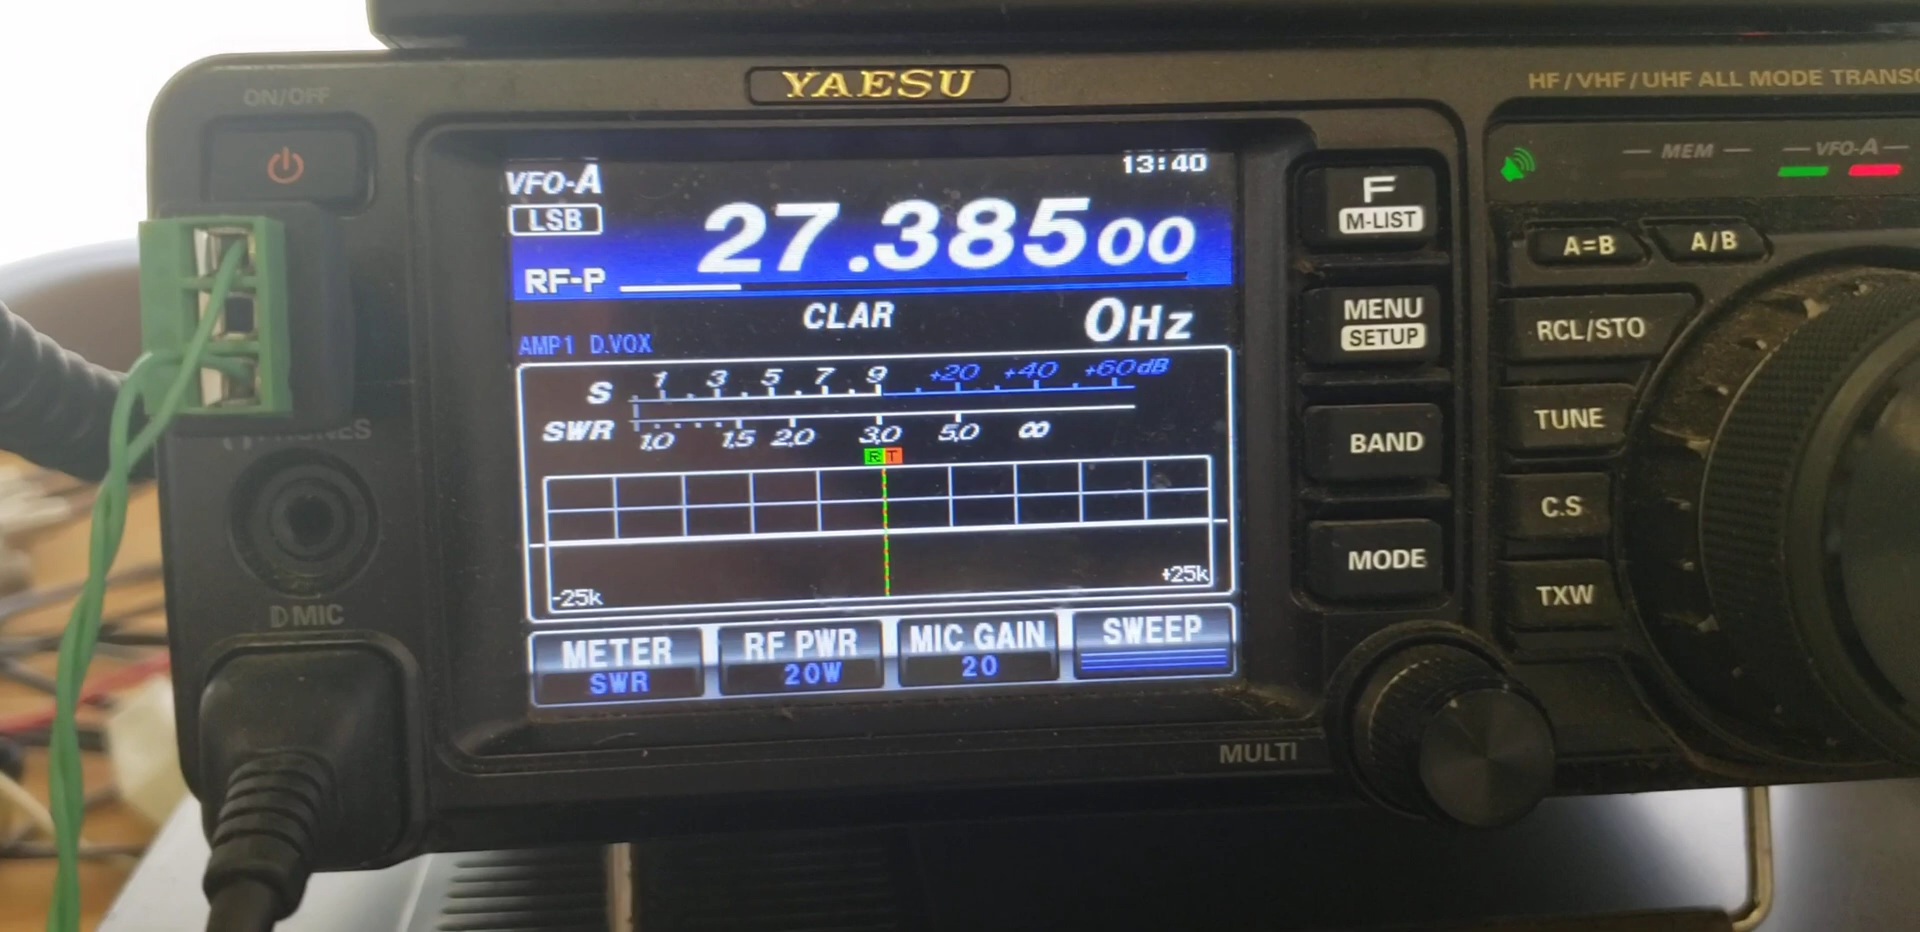 ON/OFF
YAESU
HF/VHF/UHF ALL MODE
VFO-A
13:40
LSB
27.38500
RF-P
CLAR
0Hz
AMP1 D.VOX
S 1 3 5 7 9 +20 +40 +60dB
SWR 1.0 1.5 2.0 3.0 5.0 ∞
R T
-25k
+25k
METER
SWR
RF PWR
20W
MIC GAIN
20
SWEEP
F
M-LIST
MENU
SETUP
BAND
MODE
MULTI
MEM
VFO-A
A=B
A/B
RCL/STO
TUNE
C.S
TXW
PHONES
D MIC